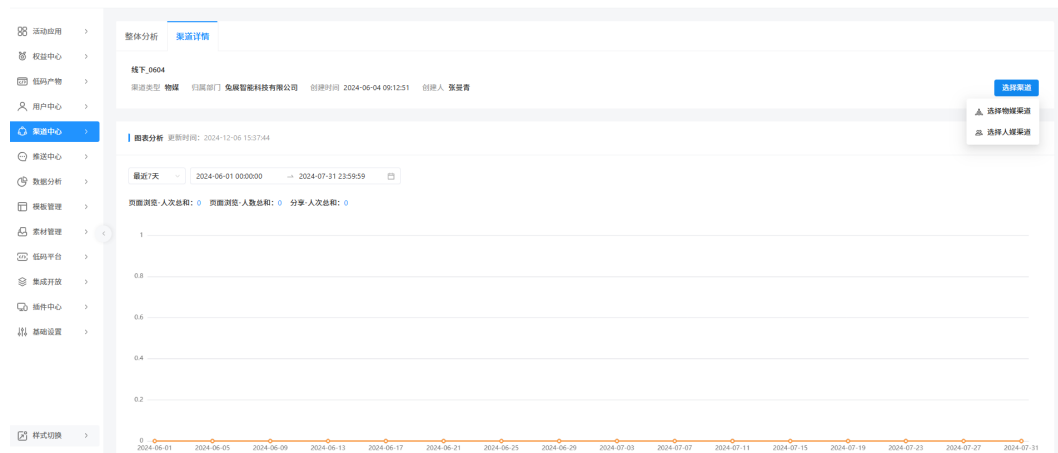 活动应用
权益中心
低码产物
用户中心
渠道中心
推送中心
数据分析
模板管理
素材管理
低码平台
集成开放
插件中心
基础设置
样式切换
整体分析 渠道详情
线下_0604
渠道类型 物媒 归属部门 兔展智能科技有限公司 创建时间 2024-06-04 09:12:51 创建人 张曼青
选择渠道
选择物媒渠道
选择人媒渠道
图表分析 更新时间：2024-12-06 15:37:44
最近7天 2024-06-01 00:00:00 → 2024-07-31 23:59:59
页面浏览-人次总和：0 页面浏览-人数总和：0 分享-人次总和：0
1
0.8
0.6
0.4
0.2
0
2024-06-01 2024-06-05 2024-06-09 2024-06-13 2024-06-17 2024-06-21 2024-06-25 2024-06-29 2024-07-03 2024-07-07 2024-07-11 2024-07-15 2024-07-19 2024-07-23 2024-07-27 2024-07-31